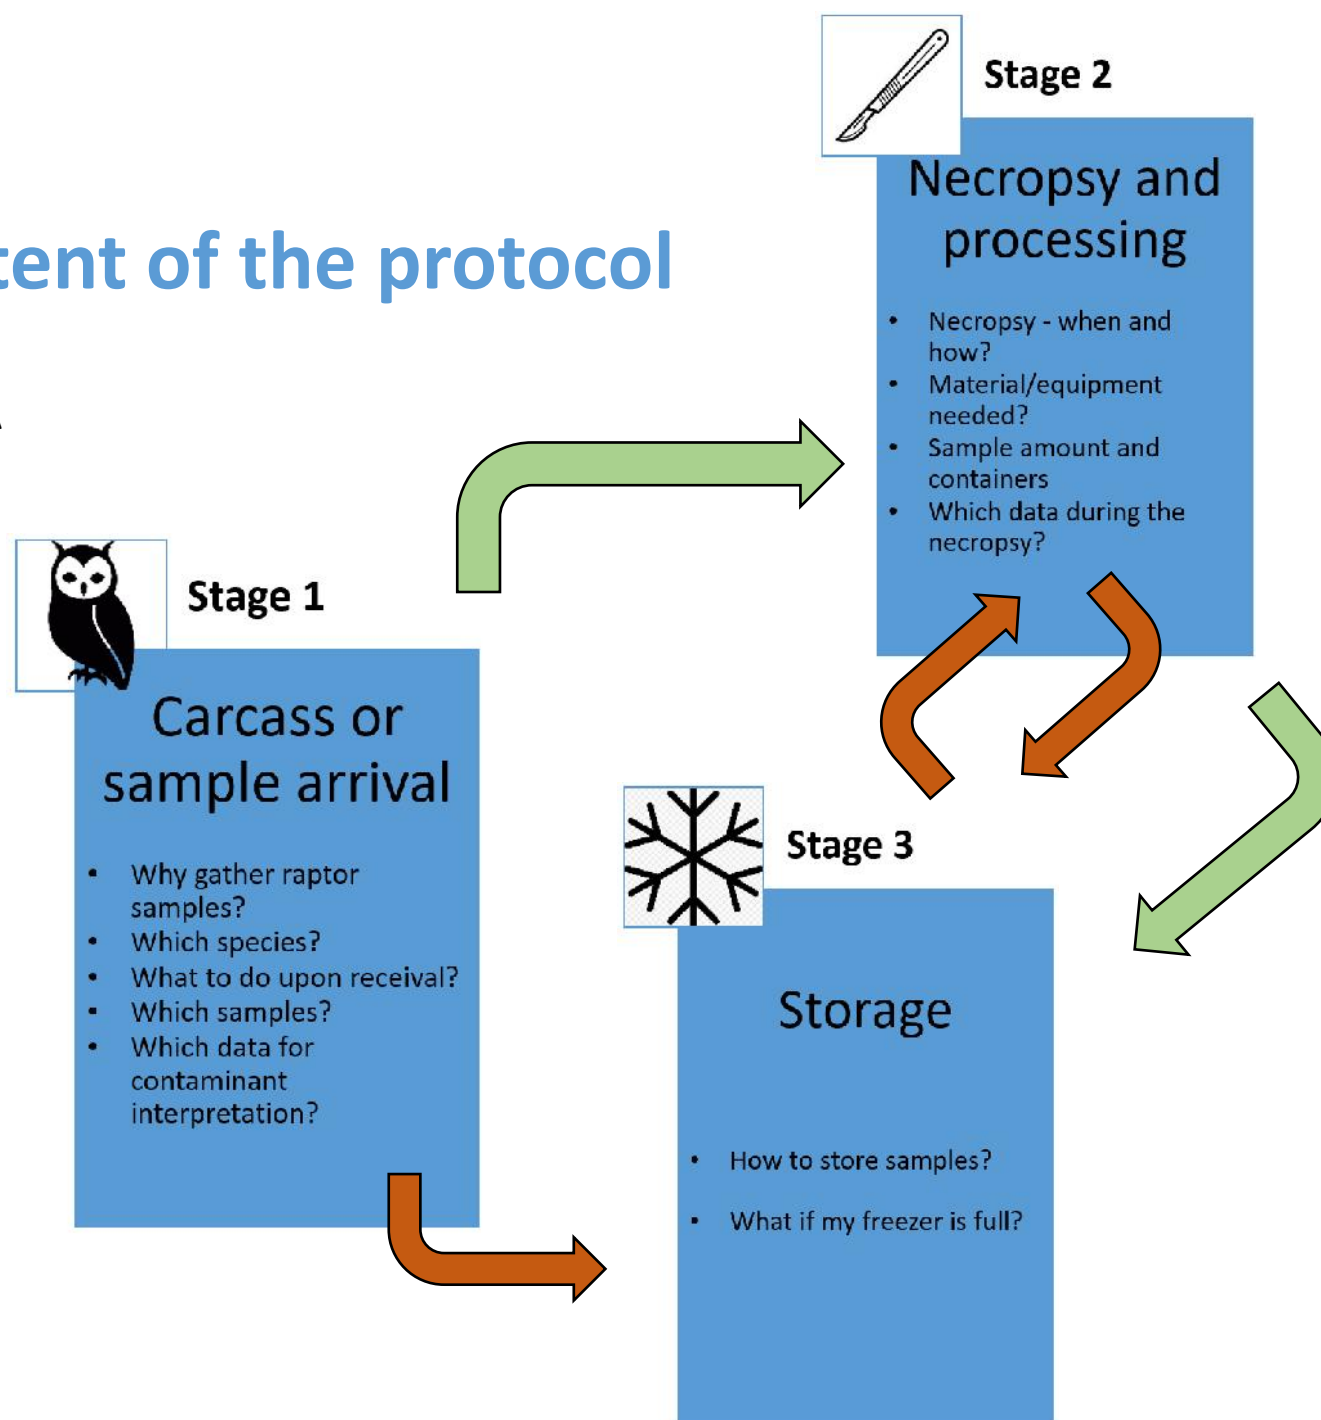 tent of the protocol
Stage 1
Carcass or
sample arrival
• Why gather raptor
samples?
• Which species?
• What to do upon receival?
• Which samples?
• Which data for
contaminant
interpretation?
Stage 2
Necropsy and
processing
• Necropsy - when and
how?
• Material/equipment
needed?
• Sample amount and
containers
• Which data during the
necropsy?
Stage 3
Storage
• How to store samples?
• What if my freezer is full?